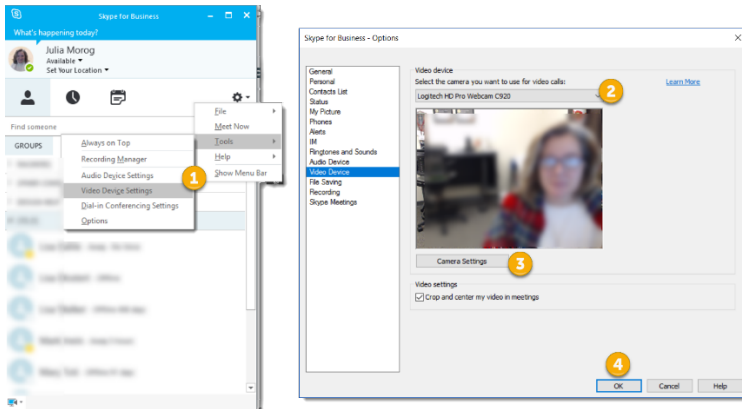 Skype for Business
What's happening today?
Julia Morog
Available
Set Your Location
File
Meet Now
Tools
Help
Show Menu Bar
Find someone
GROUPS
Always on Top
Recording Manager
Audio Device Settings
Video Device Settings
Dial-in Conferencing Settings
Options
1
Skype for Business - Options
General
Personal
Contacts List
Status
My Picture
Phones
Alerts
IM
Ringtones and Sounds
Audio Device
Video Device
File Saving
Recording
Skype Meetings
Video device
Select the camera you want to use for video calls:
Learn More
Logitech HD Pro Webcam C920
2
Camera Settings
3
Video settings
Crop and center my video in meetings
4
OK
Cancel
Help